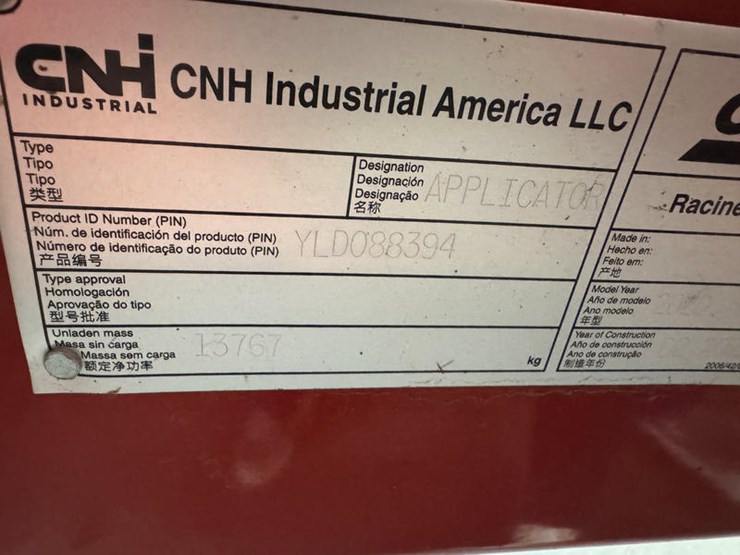 CNH INDUSTRIAL
CNH Industrial America LLC
Type
Tipo
Tipo
类型
Designation
Designación
Designação
名称
APPLICATOR
Product ID Number (PIN)
Núm. de identificación del producto (PIN)
Número de identificação do produto (PIN)
产品编号
YLD088394
Type approval
Homologación
Aprovação do tipo
型号批准
Unladen mass
Masa sin carga
Massa sem carga
额定净功率
13767
kg
Racine
Made in:
Hecho en:
Feito em:
产地
Model Year
Año de modelo
Ano modelo
年型
Year of Construction
Año de construcción
Ano de construção
制造年份
2006/42/